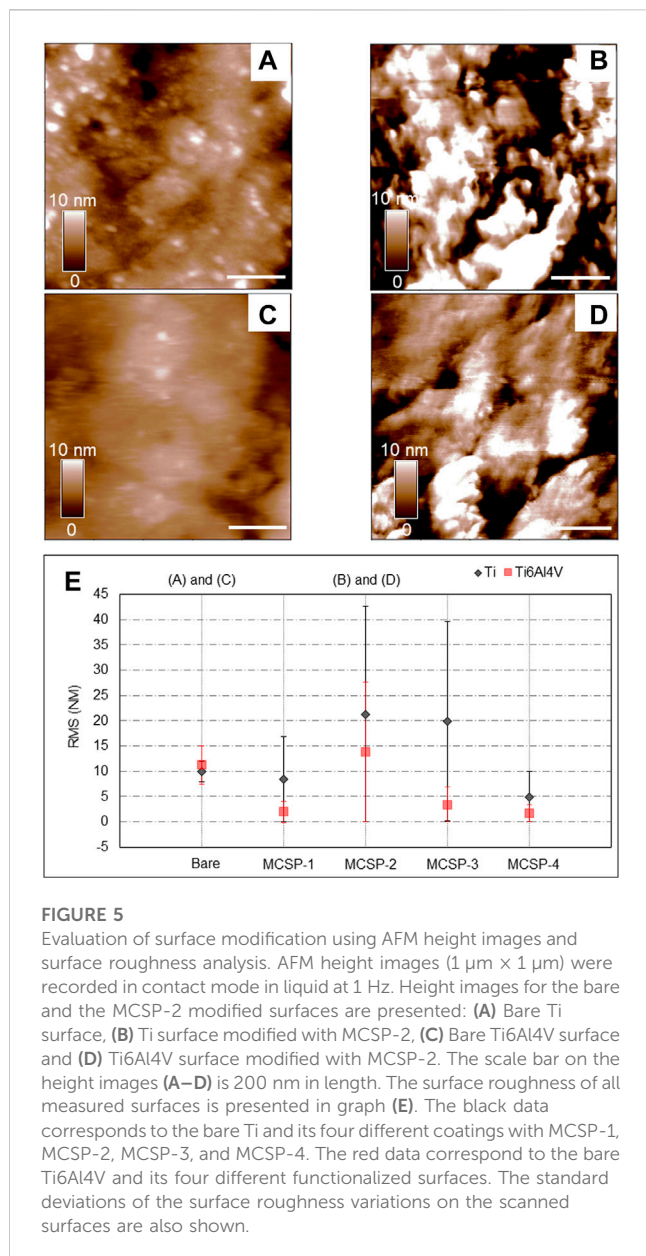 A
10 nm
0
B
10 nm
0
C
10 nm
0
D
10 nm
0
E
(A) and (C)
(B) and (D)
Ti
Ti6Al4V
RMS (NM)
45
40
35
30
25
20
15
10
5
0
-5
Bare
MCSP-1
MCSP-2
MCSP-3
MCSP-4
FIGURE 5
Evaluation of surface modification using AFM height images and
surface roughness analysis. AFM height images (1 μm × 1 μm) were
recorded in contact mode in liquid at 1 Hz. Height images for the bare
and the MCSP-2 modified surfaces are presented: (A) Bare Ti
surface, (B) Ti surface modified with MCSP-2, (C) Bare Ti6Al4V surface
and (D) Ti6Al4V surface modified with MCSP-2. The scale bar on the
height images (A–D) is 200 nm in length. The surface roughness of all
measured surfaces is presented in graph (E). The black data
corresponds to the bare Ti and its four different coatings with MCSP-1,
MCSP-2, MCSP-3, and MCSP-4. The red data correspond to the bare
Ti6Al4V and its four different functionalized surfaces. The standard
deviations of the surface roughness variations on the scanned
surfaces are also shown.